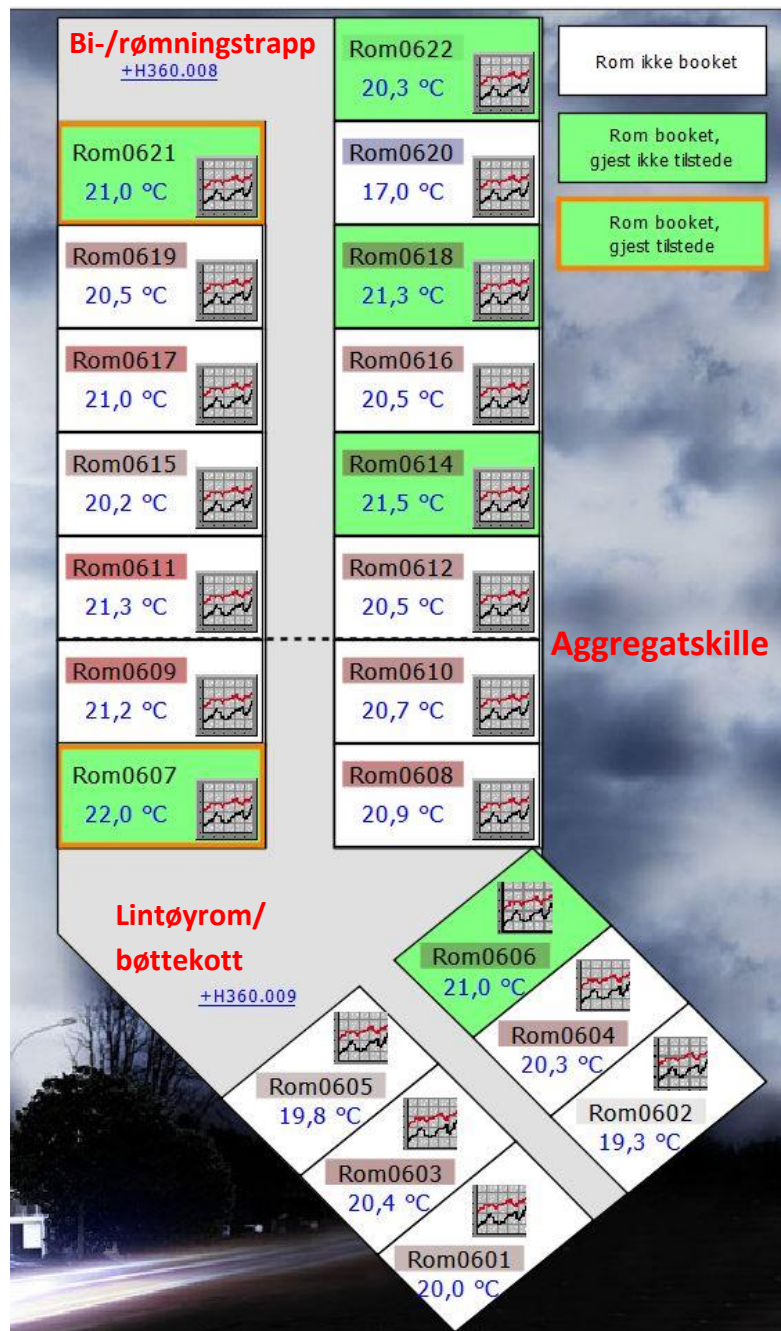 Bi-/rømningstrapp
+H360.008
Rom0622
20,3 °C
Rom ikke booket
Rom0621
21,0 °C
Rom0620
17,0 °C
Rom booket,
gjest ikke tilstede
Rom0619
20,5 °C
Rom0618
21,3 °C
Rom booket,
gjest tilstede
Rom0617
21,0 °C
Rom0616
20,5 °C
Rom0615
20,2 °C
Rom0614
21,5 °C
Rom0611
21,3 °C
Rom0612
20,5 °C
Aggregatskille
Rom0609
21,2 °C
Rom0610
20,7 °C
Rom0607
22,0 °C
Rom0608
20,9 °C
Lintøyrom/
bøttekott
+H360.009
Rom0606
21,0 °C
Rom0604
20,3 °C
Rom0602
19,3 °C
Rom0605
19,8 °C
Rom0603
20,4 °C
Rom0601
20,0 °C